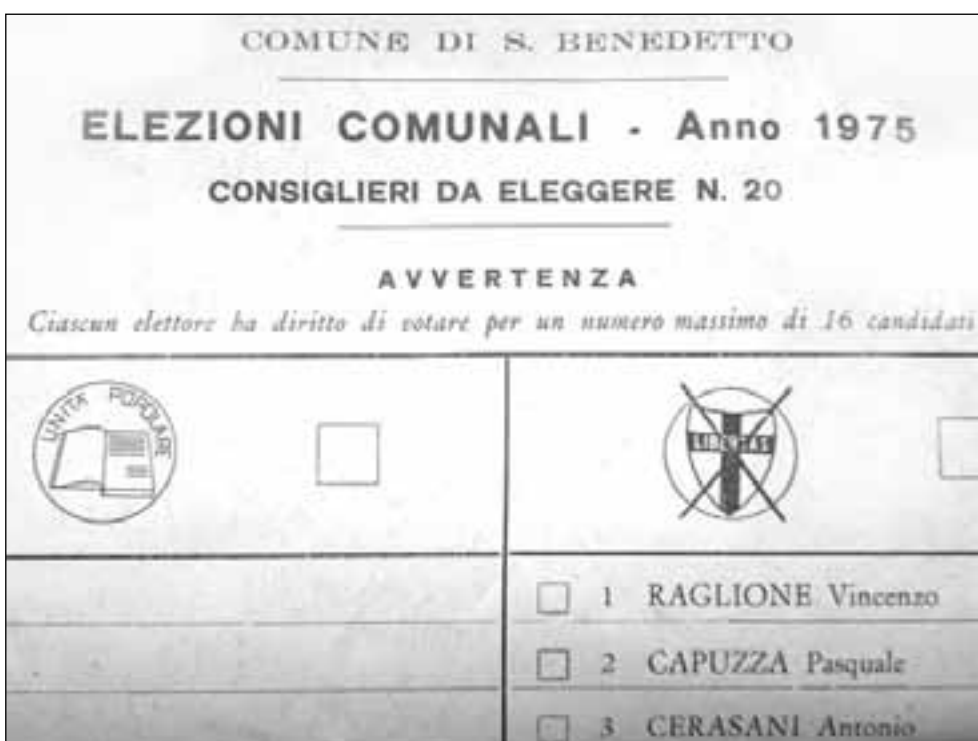 COMUNE DI S. BENEDETTO
ELEZIONI COMUNALI - Anno 1975
CONSIGLIERI DA ELEGGERE N. 20
AVVERTENZA
Ciascun elettore ha diritto di votare per un numero massimo di 16 candidati
UNITÀ POPOLARE
LIBERTAS
1 RAGLIONE Vincenzo
2 CAPUZZA Pasquale
3 CERASANI Antonio